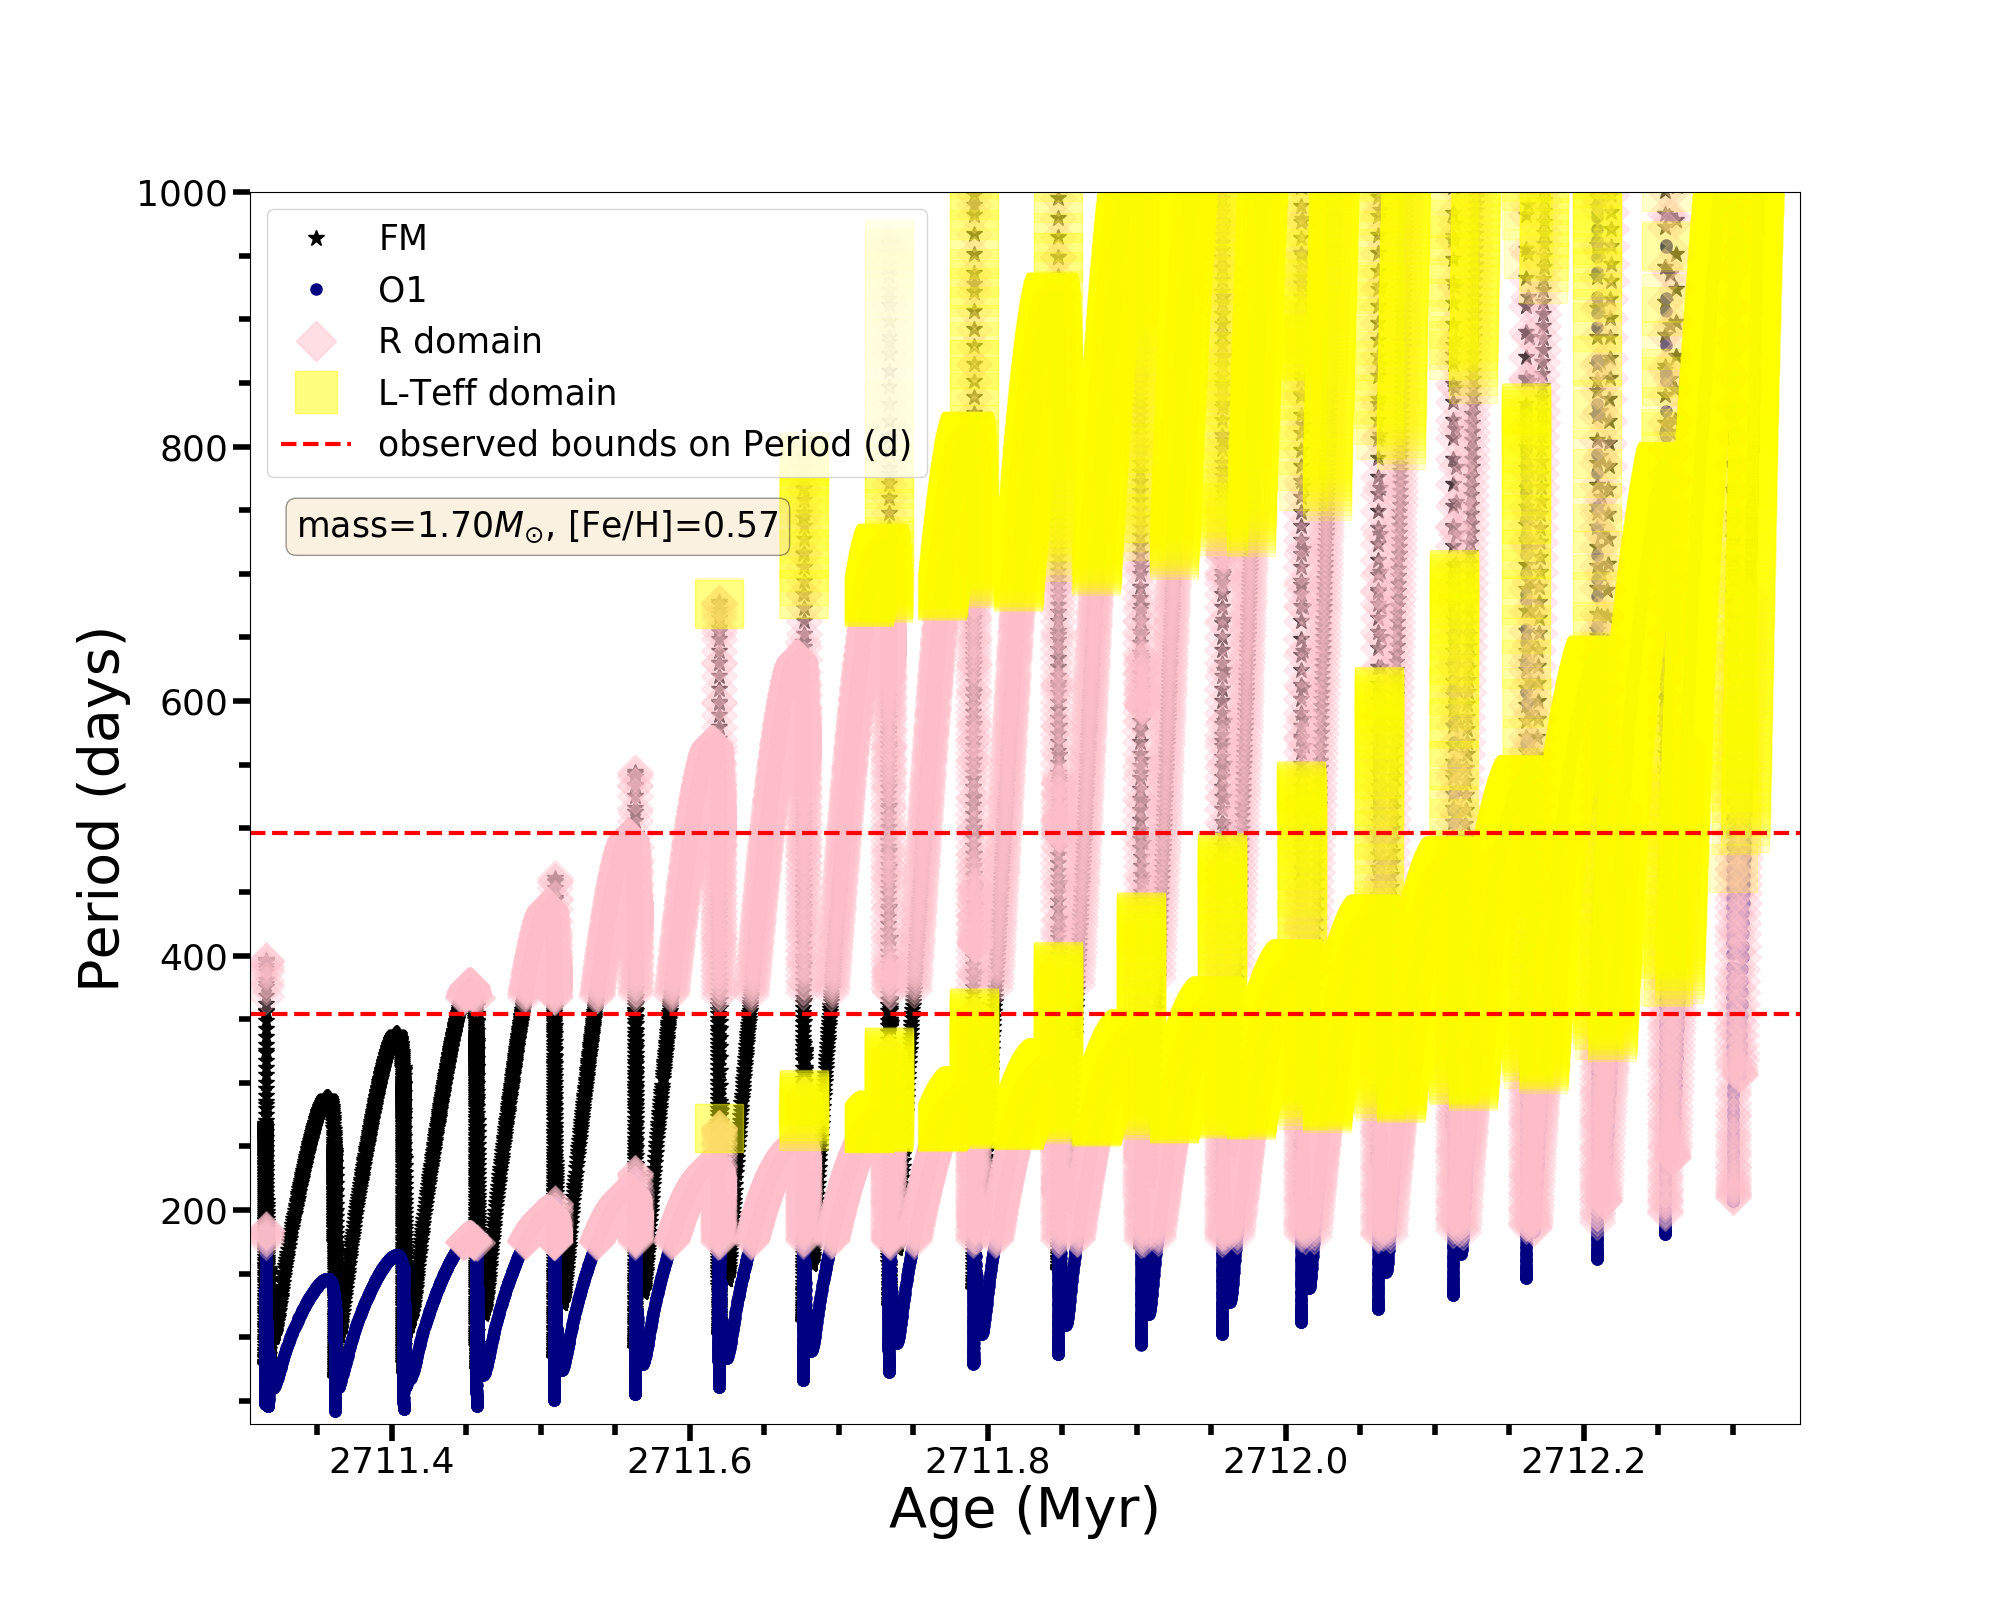 1000
800
600
400
200
Period (days)
FM
O1
R domain
L-Teff domain
observed bounds on Period (d)
mass=1.70M☉, [Fe/H]=0.57
2711.4 2711.6 2711.8 2712.0 2712.2
Age (Myr)